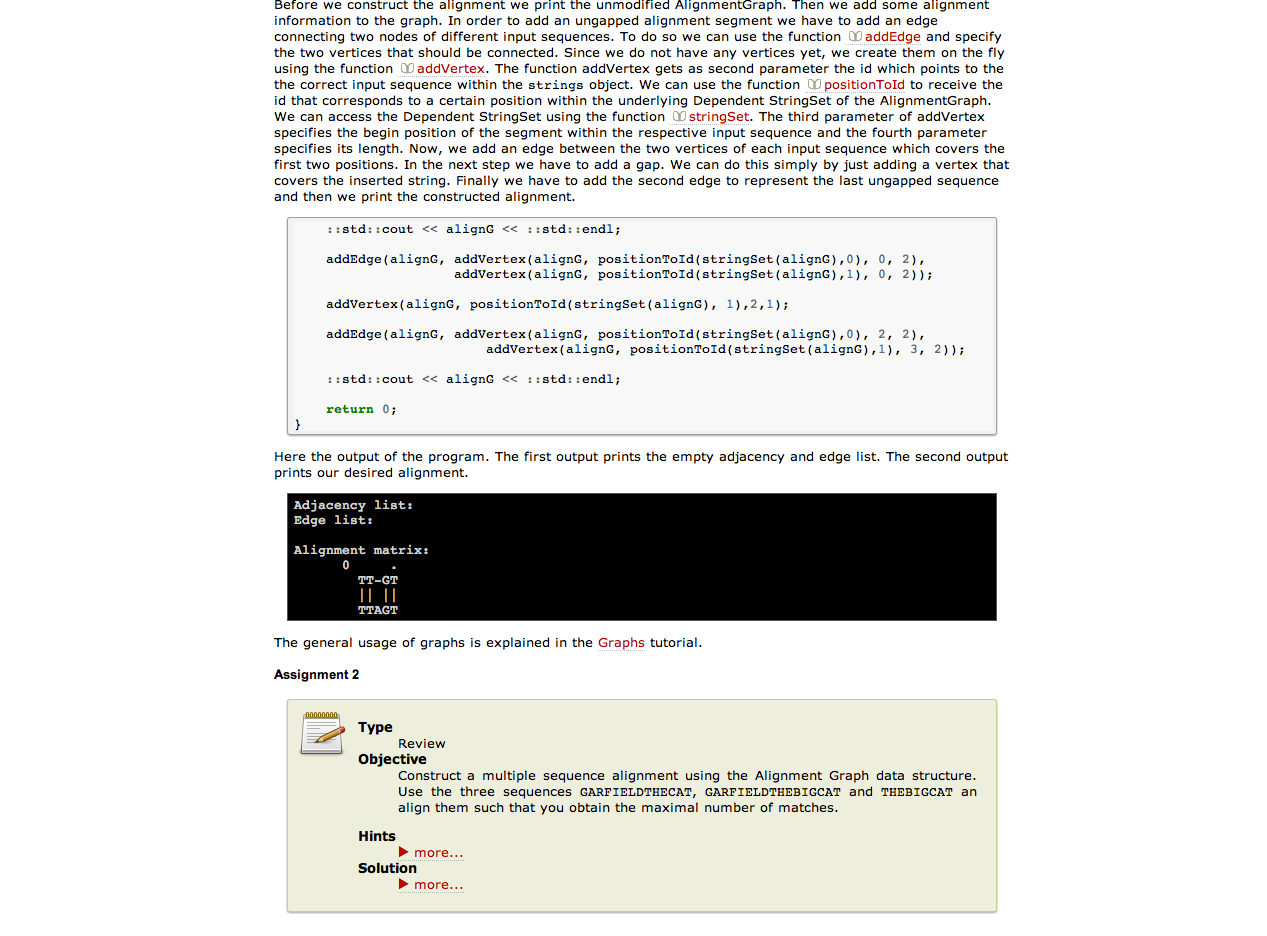 Before we construct the alignment we print the unmodified AlignmentGraph. Then we add some alignment
information to the graph. In order to add an ungapped alignment segment we have to add an edge
connecting two nodes of different input sequences. To do so we can use the function addEdge and specify
the two vertices that should be connected. Since we do not have any vertices yet, we create them on the fly
using the function addVertex. The function addVertex gets as second parameter the id which points to the
the correct input sequence within the strings object. We can use the function positionToId to receive the
id that corresponds to a certain position within the underlying Dependent StringSet of the AlignmentGraph.
We can access the Dependent StringSet using the function stringSet. The third parameter of addVertex
specifies the begin position of the segment within the respective input sequence and the fourth parameter
specifies its length. Now, we add an edge between the two vertices of each input sequence which covers the
first two positions. In the next step we have to add a gap. We can do this simply by just adding a vertex that
covers the inserted string. Finally we have to add the second edge to represent the last ungapped sequence
and then we print the constructed alignment.
::std::cout << alignG << ::std::endl;
addEdge(alignG, addVertex(alignG, positionToId(stringSet(alignG),0), 0, 2),
addVertex(alignG, positionToId(stringSet(alignG),1), 0, 2));
addVertex(alignG, positionToId(stringSet(alignG), 1),2,1);
addEdge(alignG, addVertex(alignG, positionToId(stringSet(alignG),0), 2, 2),
addVertex(alignG, positionToId(stringSet(alignG),1), 3, 2));
::std::cout << alignG << ::std::endl;
return 0;
}
Here the output of the program. The first output prints the empty adjacency and edge list. The second output
prints our desired alignment.
Adjacency list:
Edge list:
Alignment matrix:
0 .
TT-GT
|| ||
TTAGT
The general usage of graphs is explained in the Graphs tutorial.
Assignment 2
Type
Review
Objective
Construct a multiple sequence alignment using the Alignment Graph data structure.
Use the three sequences GARFIELDTHECAT, GARFIELDTHEBIGCAT and THEBIGCAT an
align them such that you obtain the maximal number of matches.
Hints
more...
Solution
more...